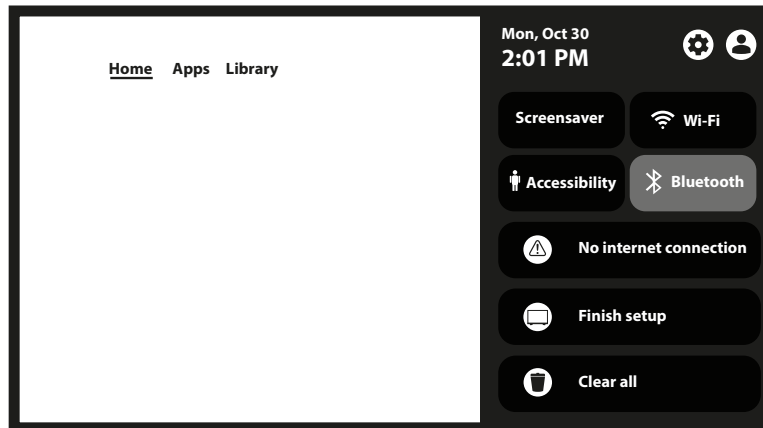 Home Apps Library
Mon, Oct 30
2:01 PM
Screensaver
Wi-Fi
Accessibility
Bluetooth
No internet connection
Finish setup
Clear all